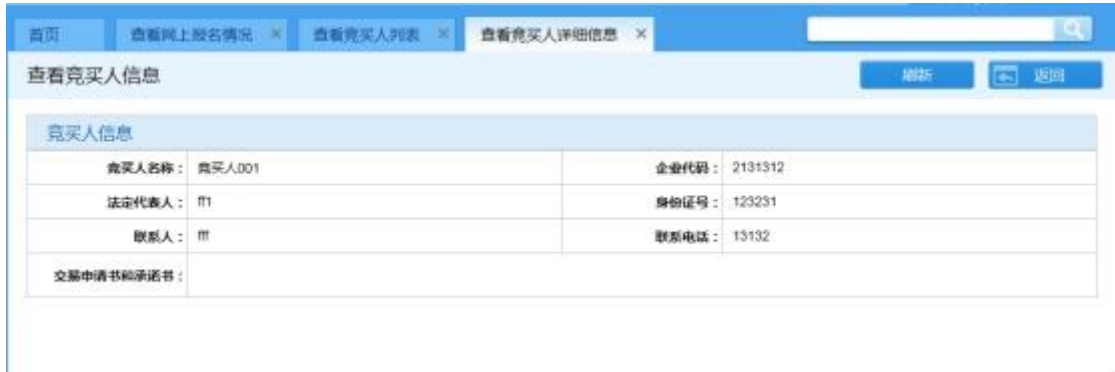 首页 查看网上报名情况 × 查看竞买人列表 × 查看竞买人详细信息 ×
查看竞买人信息 刷新 返回
竞买人信息
竞买人名称： 竞买人001 企业代码： 2131312
法定代表人： fff1 身份证号： 123231
联系人： fff 联系电话： 13132
交易申请书和承诺书：